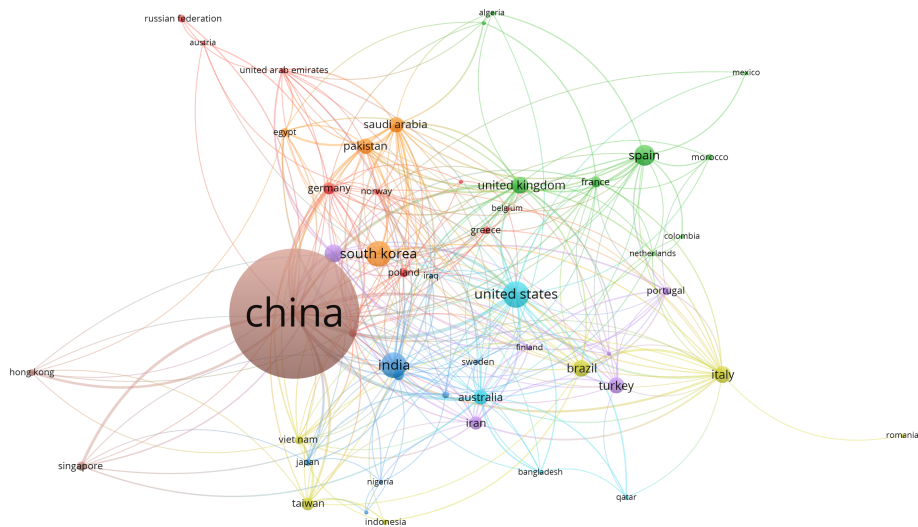 algeria
russian federation
austria
united arab emirates
mexico
saudi arabia
egypt
pakistan
spain
morocco
united kingdom
france
germany
norway
belgium
greece
colombia
south korea
netherlands
poland
iraq
portugal
united states
china
finland
sweden
india
brazil
italy
hong kong
turkey
australia
iran
romania
viet nam
japan
singapore
bangladesh
nigeria
qatar
taiwan
indonesia